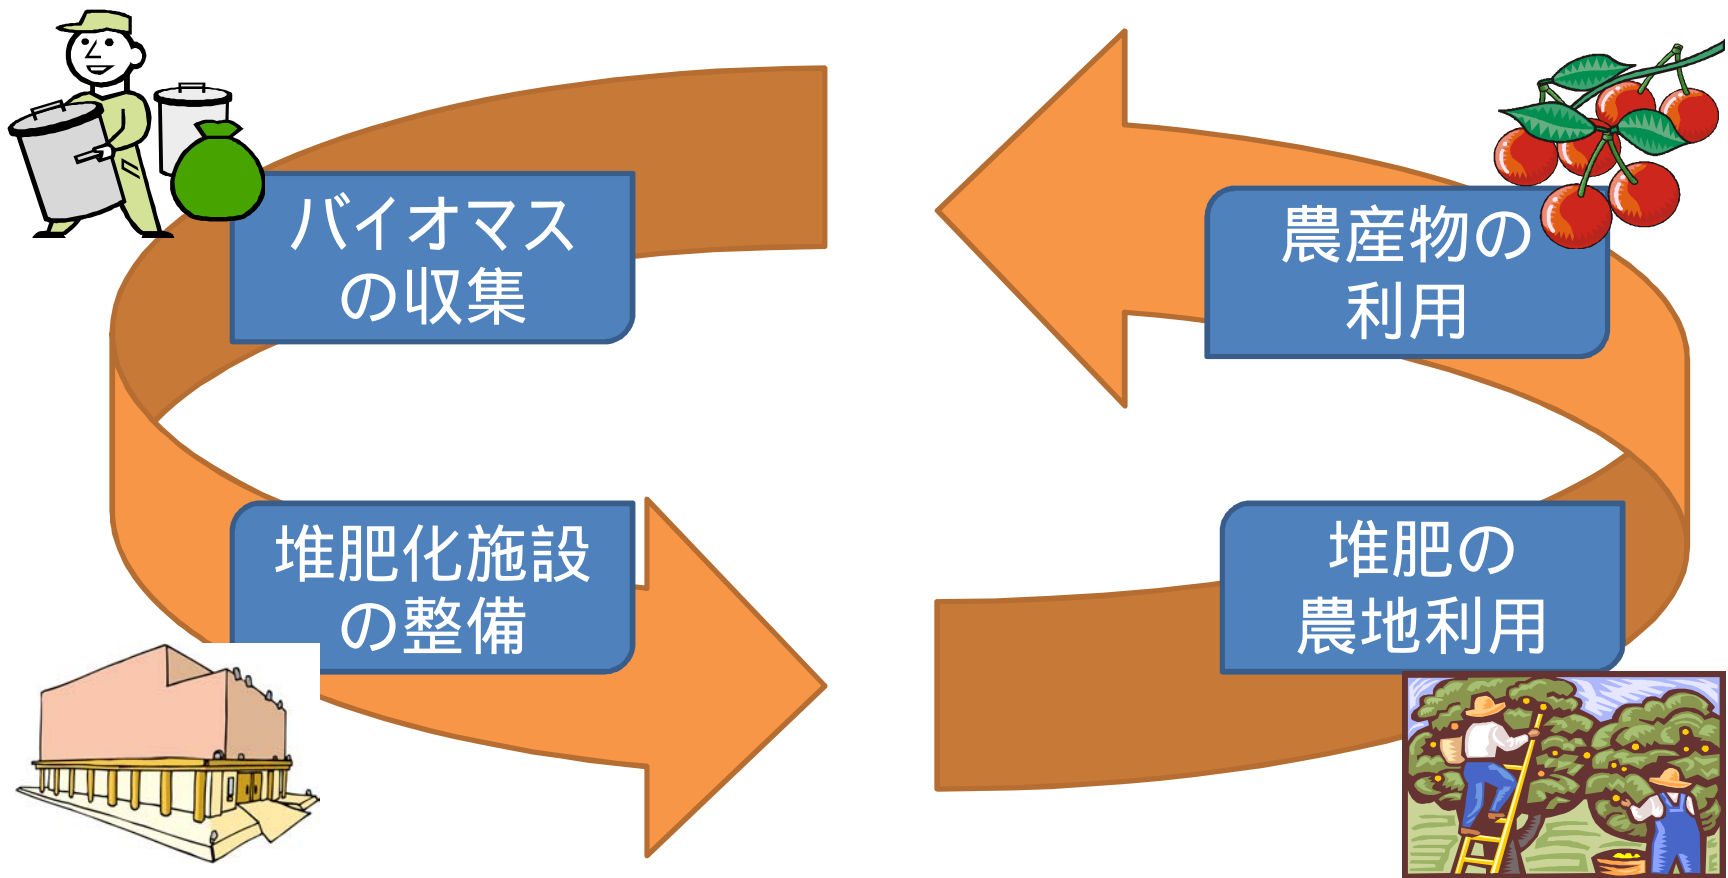 バイオマス
の収集
堆肥化施設
の整備
堆肥の
農地利用
農産物の
利用